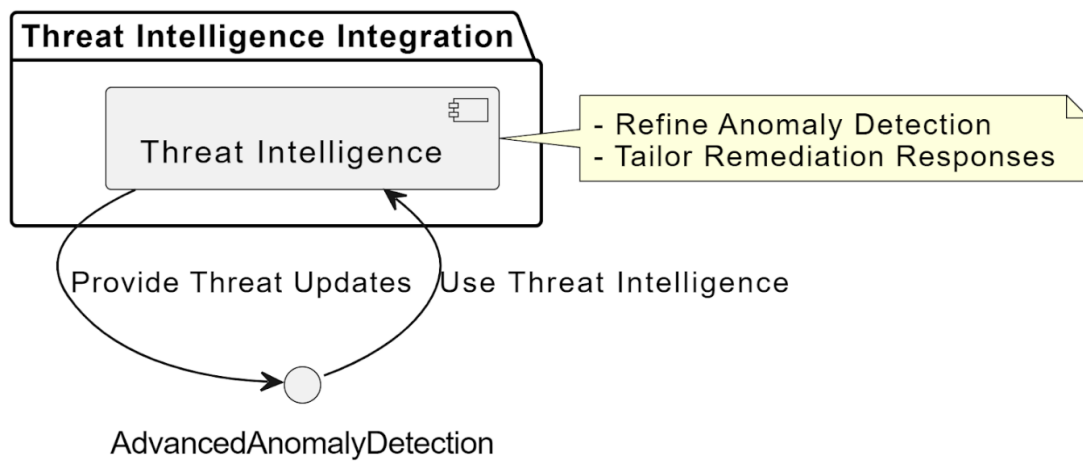 Threat Intelligence Integration
Threat Intelligence
- Refine Anomaly Detection
- Tailor Remediation Responses
Provide Threat Updates
Use Threat Intelligence
AdvancedAnomalyDetection